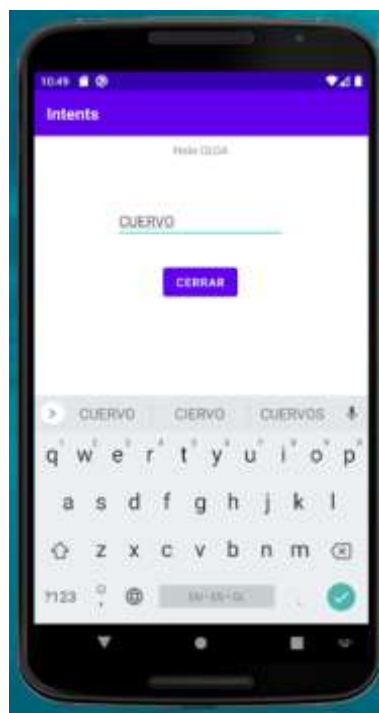 10:49
Intents
Hola OLGA
CUERVO
CERRAR
CUERVO CIERVO CUERVOS
q w e r t y u i o p
a s d f g h j k l
z x c v b n m
?123 ,